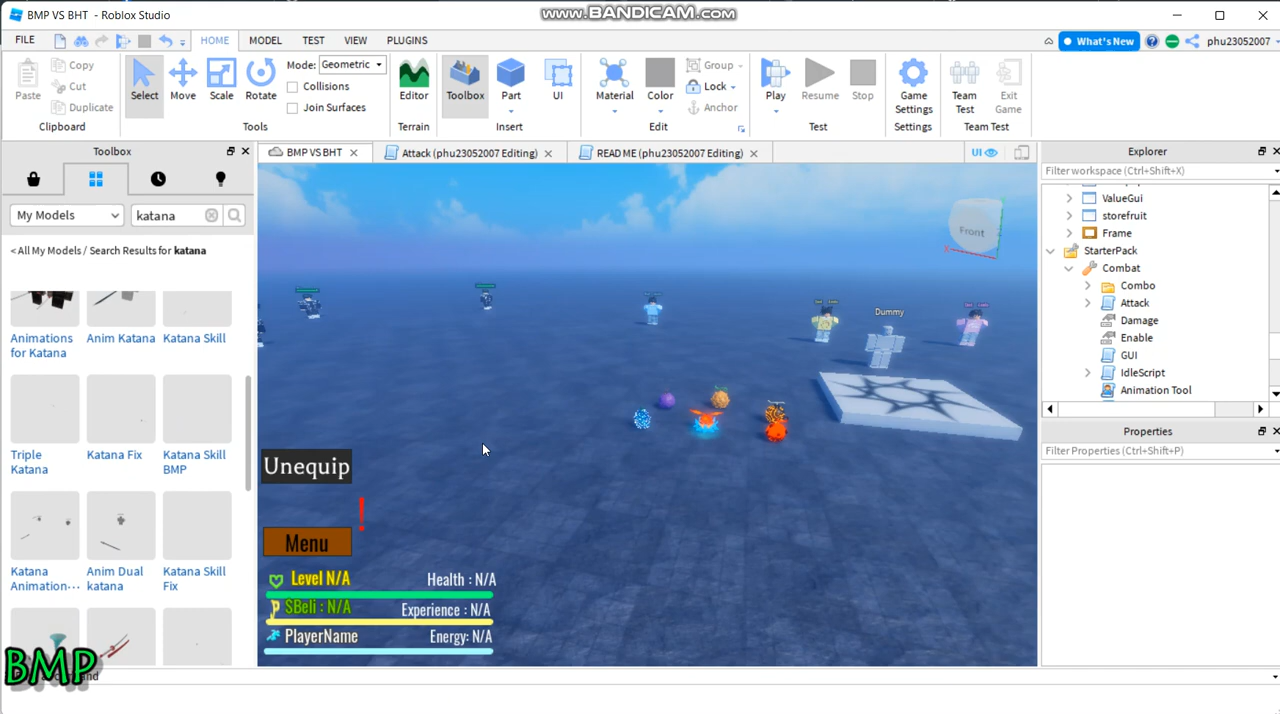 BMP VS BHT - Roblox Studio
www.BANDICAM.com
FILE HOME MODEL TEST VIEW PLUGINS
What's New phu23052007
Paste Copy Cut Duplicate
Clipboard
Select Move Scale Rotate
Mode: Geometric
Collisions
Join Surfaces
Tools
Editor
Terrain
Toolbox Part UI
Insert
Material Color Group Lock Anchor
Edit
Play Resume Stop
Test
Game Settings
Settings
Team Test Exit Game
Team Test
Toolbox
BMP VS BHT
Attack (phu23052007 Editing)
READ ME (phu23052007 Editing)
UI
Explorer
Filter workspace (Ctrl+Shift+X)
My Models katana
< All My Models / Search Results for katana
Animations for Katana
Anim Katana
Katana Skill
Triple Katana
Katana Fix
Katana Skill BMP
Katana Animation···
Anim Dual katana
Katana Skill Fix
BMP
Front
Dummy
Unequip
!
Menu
Level N/A Health : N/A
SBeli : N/A Experience : N/A
PlayerName Energy: N/A
ValueGui
storefruit
Frame
StarterPack
Combat
Combo
Attack
Damage
Enable
GUI
IdleScript
Animation Tool
Properties
Filter Properties (Ctrl+Shift+P)